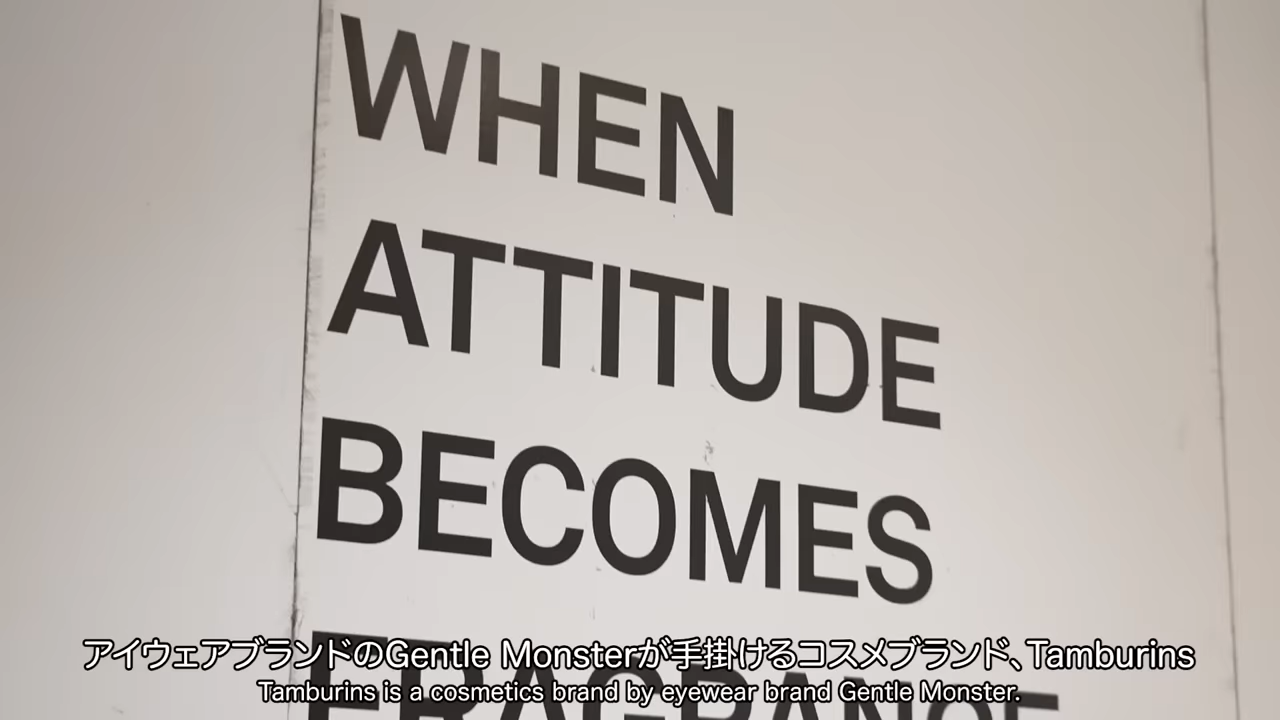 WHEN
ATTITUDE
BECOMES
FRAGRANCE
アイウェアブランドのGentle Monsterが手掛けるコスメブランド、Tamburins
Tamburins is a cosmetics brand by eyewear brand Gentle Monster.